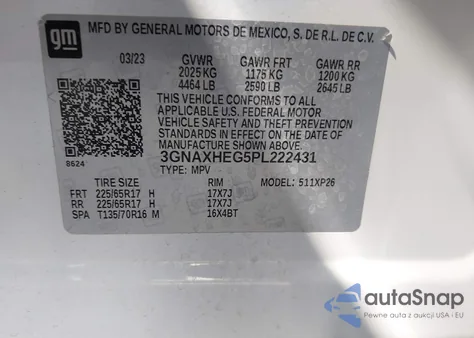 gm
MFD BY GENERAL MOTORS DE MEXICO, S. DE R.L. DE C.V.
03/23 GVWR GAWR FRT GAWR RR
2025 KG 1175 KG 1200 KG
4464 LB 2590 LB 2645 LB
THIS VEHICLE CONFORMS TO ALL
APPLICABLE U.S. FEDERAL MOTOR
VEHICLE SAFETY AND THEFT PREVENTION
STANDARDS IN EFFECT ON THE DATE OF
MANUFACTURE SHOWN ABOVE.
8624
3GNAXHEG5PL222431
TYPE: MPV
TIRE SIZE RIM MODEL: 511XP26
FRT 225/65R17 H 17X7J
RR 225/65R17 H 17X7J
SPA T135/70R16 M 16X4BT
autoSnap
Pewne auta z aukcji USA i EU